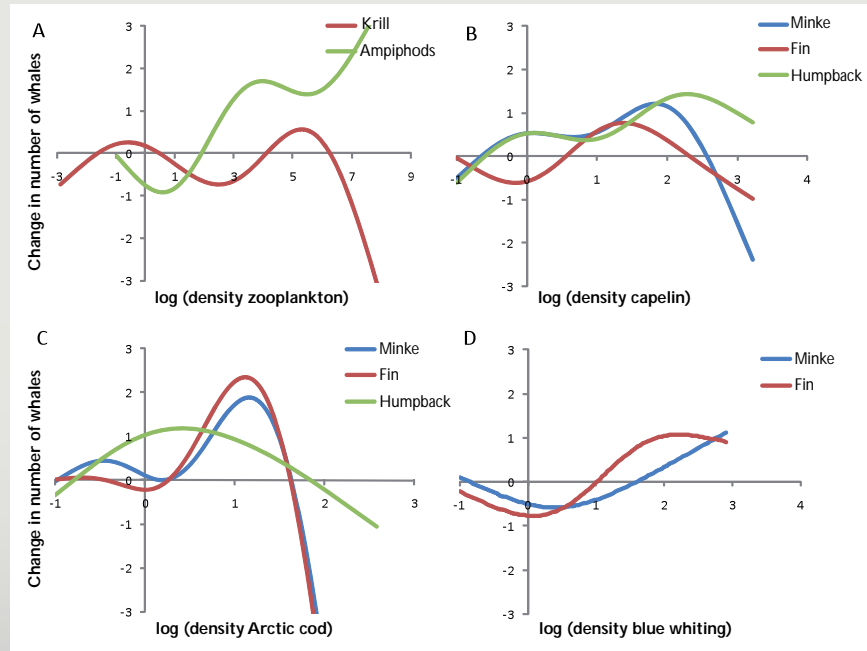 A
Krill
Ampiphods
Change in number of whales
3
2
1
0
-1
-2
-3
-3 -1 1 3 5 7 9
log (density zooplankton)
B
Minke
Fin
Humpback
3
2
1
0
-1
-2
-3
-1 0 1 2 3 4
log (density capelin)
C
Minke
Fin
Humpback
Change in number of whales
3
2
1
0
-1
-2
-3
-1 0 1 2 3
log (density Arctic cod)
D
Minke
Fin
3
2
1
0
-1
-2
-3
-1 0 1 2 3 4
log (density blue whiting)